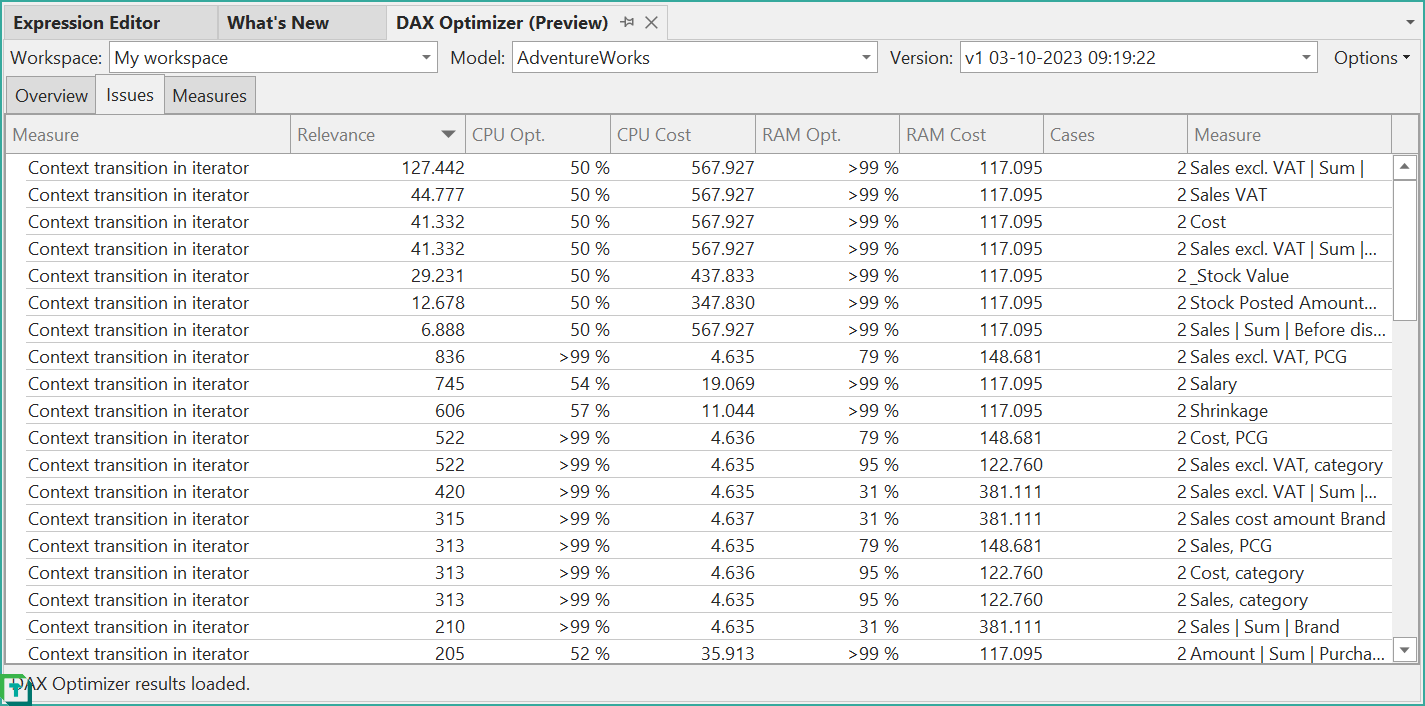 Expression Editor What's New DAX Optimizer (Preview)
Workspace: My workspace Model: AdventureWorks Version: v1 03-10-2023 09:19:22 Options
Overview Issues Measures
Measure Relevance CPU Opt. CPU Cost RAM Opt. RAM Cost Cases Measure
Context transition in iterator 127.442 50 % 567.927 >99 % 117.095 2 Sales excl. VAT | Sum |
Context transition in iterator 44.777 50 % 567.927 >99 % 117.095 2 Sales VAT
Context transition in iterator 41.332 50 % 567.927 >99 % 117.095 2 Cost
Context transition in iterator 41.332 50 % 567.927 >99 % 117.095 2 Sales excl. VAT | Sum |...
Context transition in iterator 29.231 50 % 437.833 >99 % 117.095 2 _Stock Value
Context transition in iterator 12.678 50 % 347.830 >99 % 117.095 2 Stock Posted Amount...
Context transition in iterator 6.888 50 % 567.927 >99 % 117.095 2 Sales | Sum | Before dis...
Context transition in iterator 836 >99 % 4.635 79 % 148.681 2 Sales excl. VAT, PCG
Context transition in iterator 745 54 % 19.069 >99 % 117.095 2 Salary
Context transition in iterator 606 57 % 11.044 >99 % 117.095 2 Shrinkage
Context transition in iterator 522 >99 % 4.636 79 % 148.681 2 Cost, PCG
Context transition in iterator 522 >99 % 4.635 95 % 122.760 2 Sales excl. VAT, category
Context transition in iterator 420 >99 % 4.635 31 % 381.111 2 Sales excl. VAT | Sum |...
Context transition in iterator 315 >99 % 4.637 31 % 381.111 2 Sales cost amount Brand
Context transition in iterator 313 >99 % 4.635 79 % 148.681 2 Sales, PCG
Context transition in iterator 313 >99 % 4.636 95 % 122.760 2 Cost, category
Context transition in iterator 313 >99 % 4.635 95 % 122.760 2 Sales, category
Context transition in iterator 210 >99 % 4.635 31 % 381.111 2 Sales | Sum | Brand
Context transition in iterator 205 52 % 35.913 >99 % 117.095 2 Amount | Sum | Purcha...
DAX Optimizer results loaded.